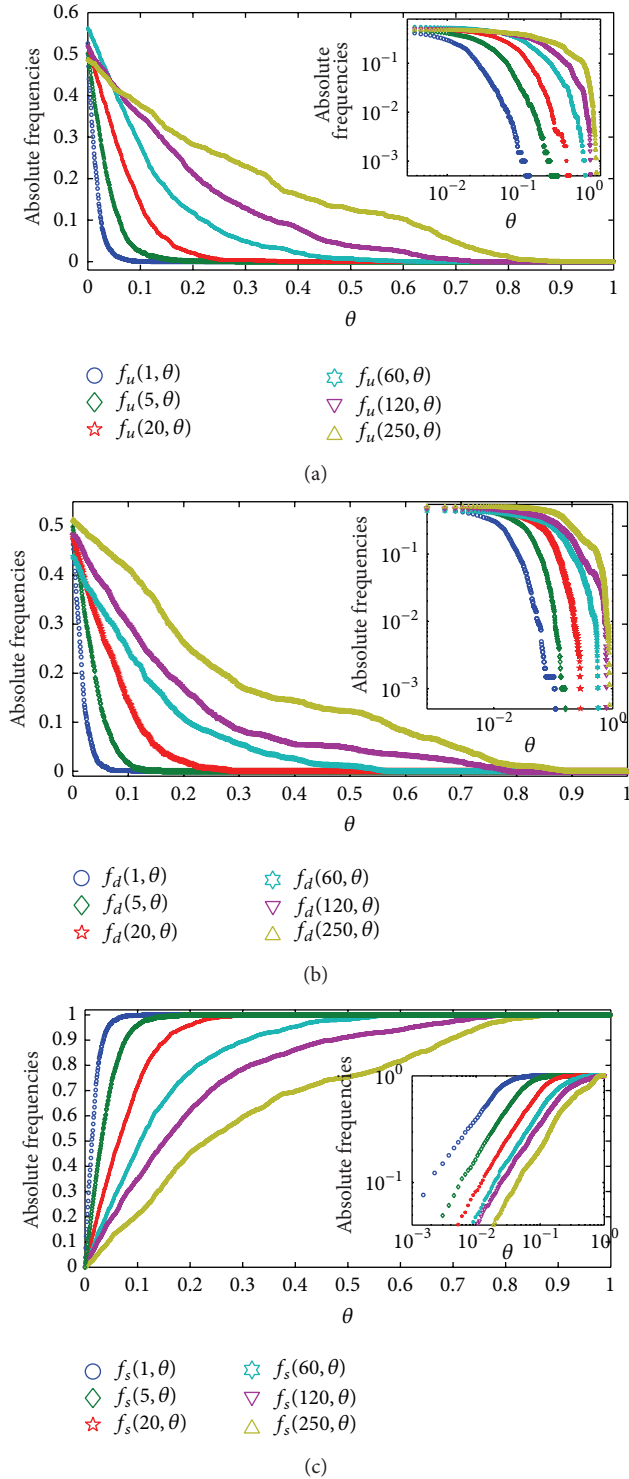 Absolute frequencies
0.6
0.5
0.4
0.3
0.2
0.1
0
0 0.1 0.2 0.3 0.4 0.5 0.6 0.7 0.8 0.9 1
θ
Absolute
frequencies
10⁻¹
10⁻²
10⁻³
10⁻² 10⁻¹ 10⁰
θ
○ f_u(1, θ)
◇ f_u(5, θ)
☆ f_u(20, θ)
✡ f_u(60, θ)
▽ f_u(120, θ)
△ f_u(250, θ)
(a)
Absolute frequencies
0.5
0.4
0.3
0.2
0.1
0
0 0.1 0.2 0.3 0.4 0.5 0.6 0.7 0.8 0.9 1
θ
Absolute frequencies
10⁻¹
10⁻²
10⁻³
10⁻² 10⁰
θ
○ f_d(1, θ)
◇ f_d(5, θ)
☆ f_d(20, θ)
✡ f_d(60, θ)
▽ f_d(120, θ)
△ f_d(250, θ)
(b)
Absolute frequencies
1
0.9
0.8
0.7
0.6
0.5
0.4
0.3
0.2
0.1
0
0 0.1 0.2 0.3 0.4 0.5 0.6 0.7 0.8 0.9 1
θ
Absolute frequencies
10⁰
10⁻¹
10⁻³ 10⁻² 10⁻¹ 10⁰
θ
○ f_s(1, θ)
◇ f_s(5, θ)
☆ f_s(20, θ)
✡ f_s(60, θ)
▽ f_s(120, θ)
△ f_s(250, θ)
(c)